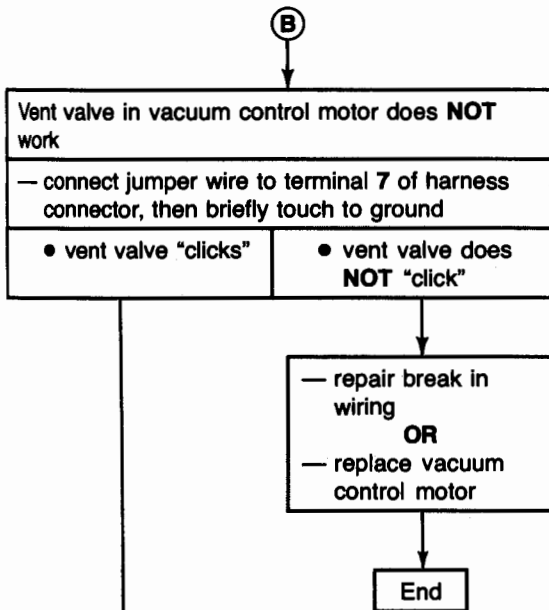 B
Vent valve in vacuum control motor does NOT
work
— connect jumper wire to terminal 7 of harness
connector, then briefly touch to ground
● vent valve “clicks”
● vent valve does
NOT “click”
— repair break in
wiring
OR
— replace vacuum
control motor
End